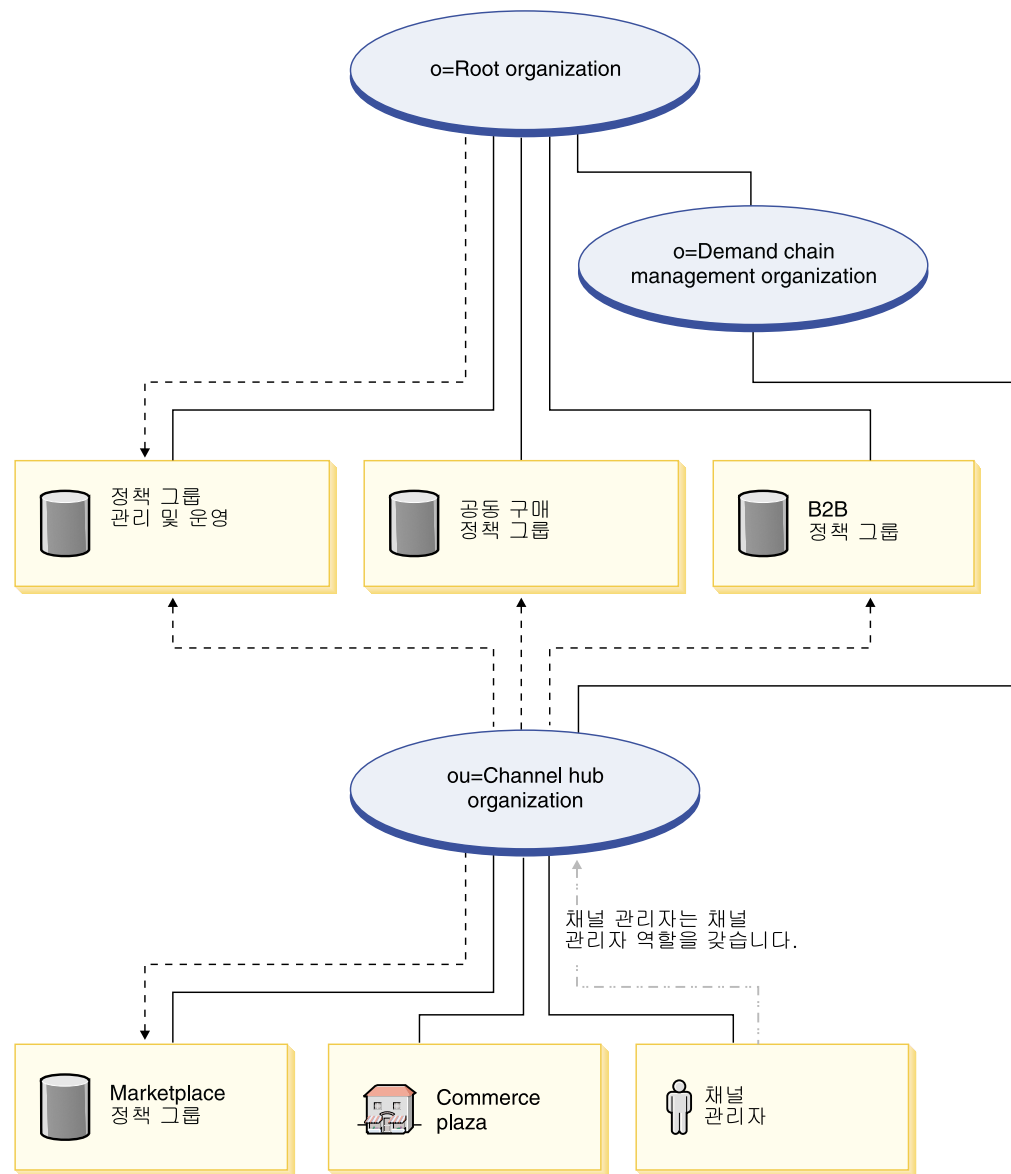 o=Root organization
o=Demand chain
management organization
정책 그룹
관리 및 운영
공동 구매
정책 그룹
B2B
정책 그룹
ou=Channel hub
organization
채널 관리자는 채널
관리자 역할을 갖습니다.
Marketplace
정책 그룹
Commerce
plaza
채널
관리자